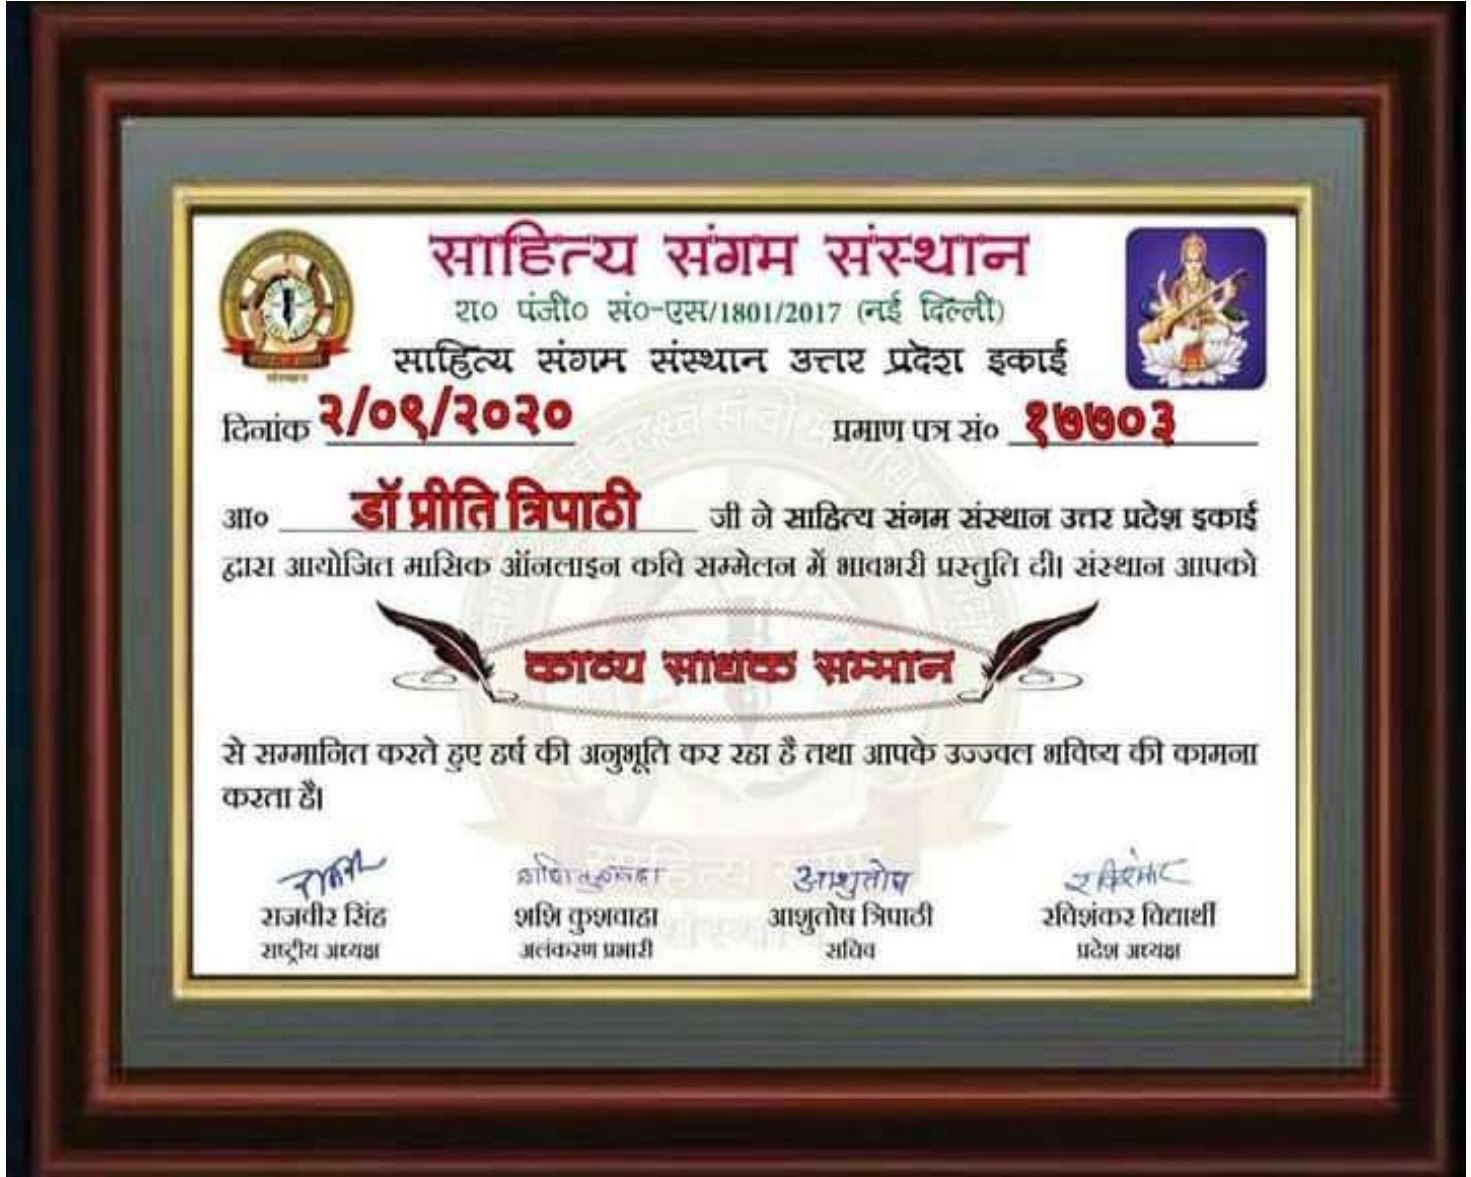 साहित्य संगम संस्थान
रा० पंजी० सं०-एस/1801/2017 (नई दिल्ली)
साहित्य संगम संस्थान उत्तर प्रदेश इकाई
दिनांक २/०९/२०२० प्रमाण पत्र सं० १७७०३
आ० डॉ प्रीति त्रिपाठी जी ने साहित्य संगम संस्थान उत्तर प्रदेश इकाई
द्वारा आयोजित मासिक ऑनलाइन कवि सम्मेलन में भावभरी प्रस्तुति दी। संस्थान आपको
काव्य साधक सम्मान
से सम्मानित करते हुए हर्ष की अनुभूति कर रहा है तथा आपके उज्ज्वल भविष्य की कामना
करता है।
आशुतोष
राजवीर सिंह शशि कुशवाहा आशुतोष त्रिपाठी रविशंकर विद्यार्थी
राष्ट्रीय अध्यक्ष अलंकरण प्रभारी सचिव प्रदेश अध्यक्ष